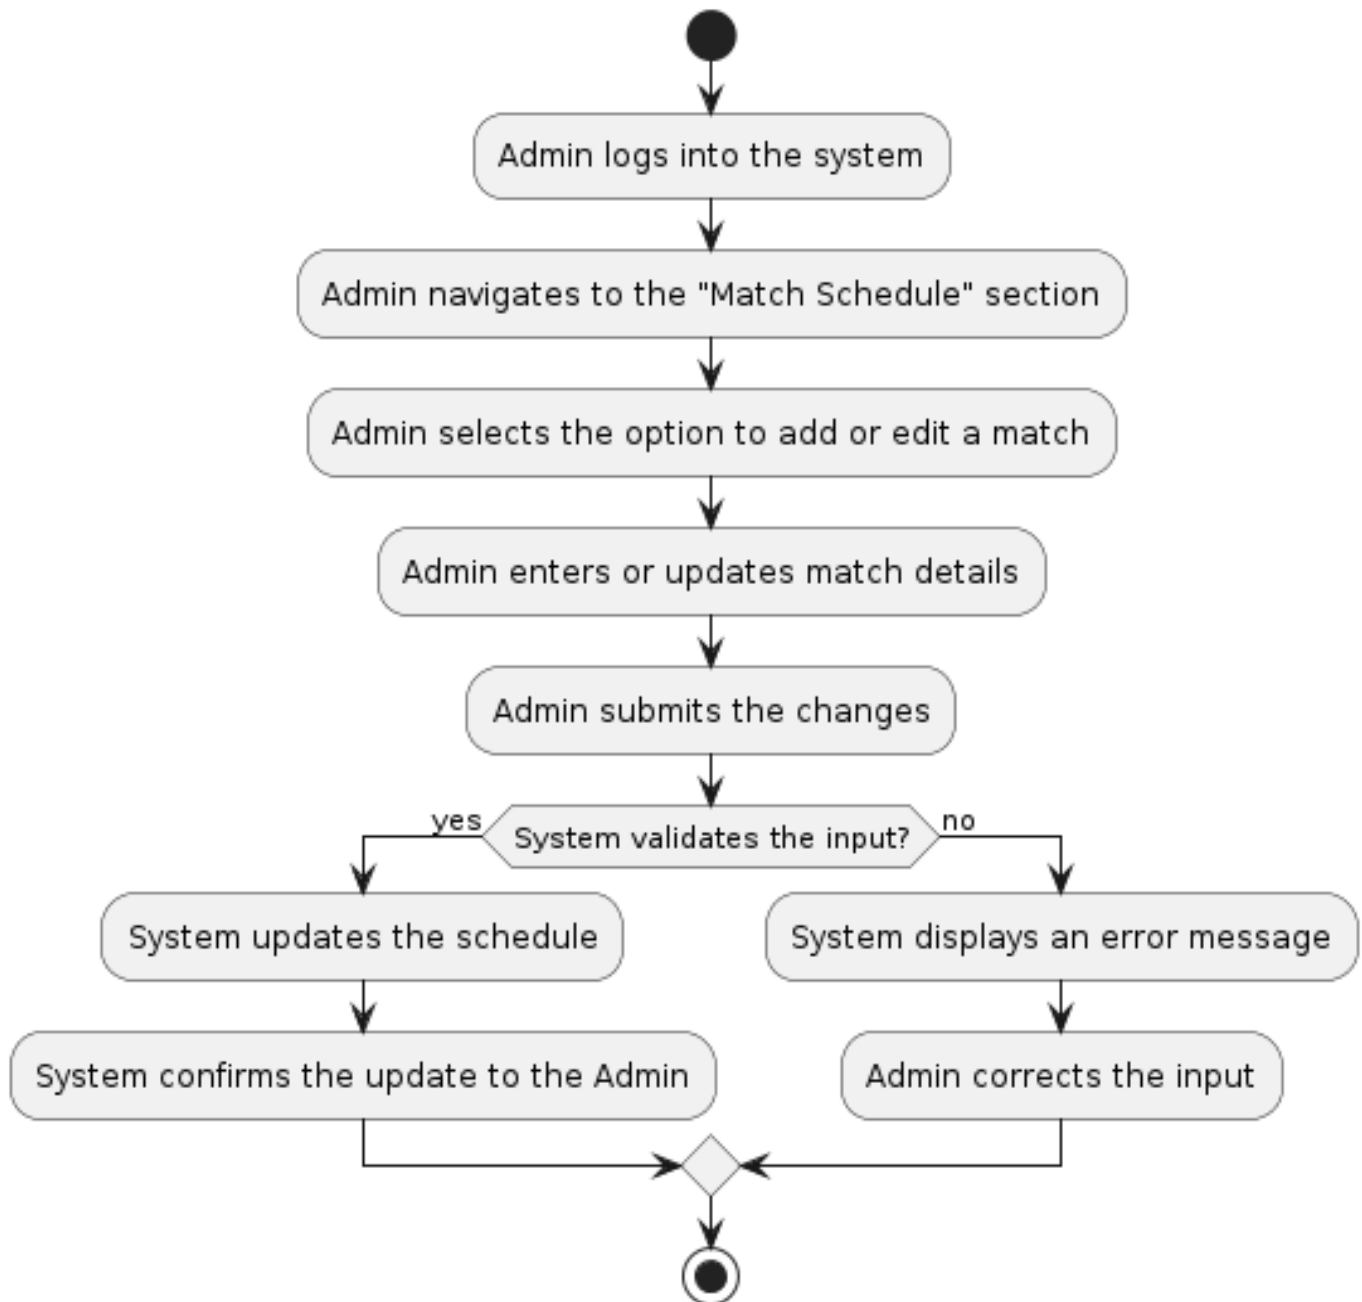 Admin logs into the system
Admin navigates to the "Match Schedule" section
Admin selects the option to add or edit a match
Admin enters or updates match details
Admin submits the changes
yes
System validates the input?
no
System updates the schedule
System displays an error message
System confirms the update to the Admin
Admin corrects the input